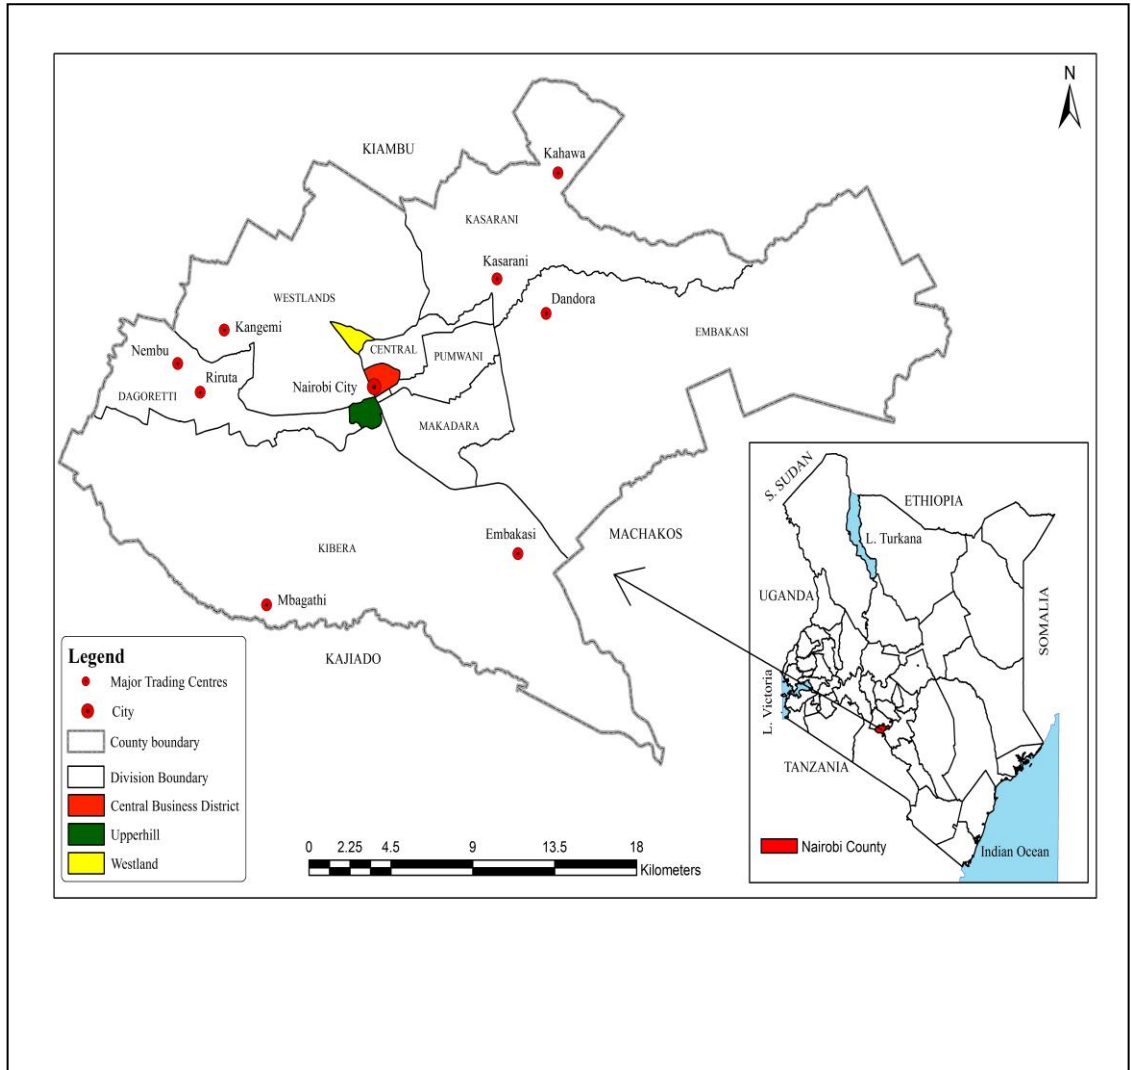 N
KIAMBU
Kahawa
KASARANI
Kasarani
WESTLANDS
Dandora
Kangemi
EMBAKASI
Nembu
CENTRAL
PUMWANI
Riruta
Nairobi City
DAGORETTI
MAKADARA
MACHAKOS
Embakasi
KIBERA
Mbagathi
KAJIADO
Legend
Major Trading Centres
City
County boundary
Division Boundary
Central Business District
Upperhill
Westland
0 2.25 4.5 9 13.5 18
Kilometers
S. SUDAN
ETHIOPIA
L. Turkana
UGANDA
SOMALIA
L. Victoria
TANZANIA
Nairobi County
Indian Ocean